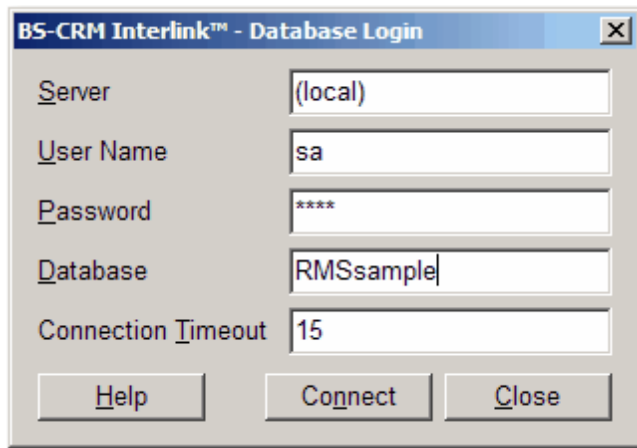 BS-CRM Interlink™ - Database Login
Server (local)
User Name sa
Password ****
Database RMSsample
Connection Timeout 15
Help Connect Close